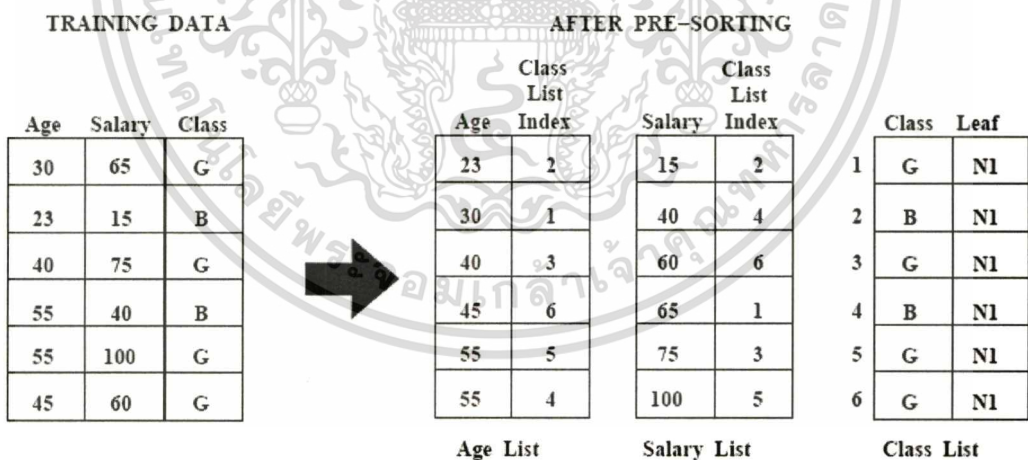 TRAINING DATA
AFTER PRE-SORTING
Age Salary Class
30 65 G
23 15 B
40 75 G
55 40 B
55 100 G
45 60 G
Age Class List Index
23 2
30 1
40 3
45 6
55 5
55 4
Age List
Salary Class List Index
15 2
40 4
60 6
65 1
75 3
100 5
Salary List
Class Leaf
1 G N1
2 B N1
3 G N1
4 B N1
5 G N1
6 G N1
Class List